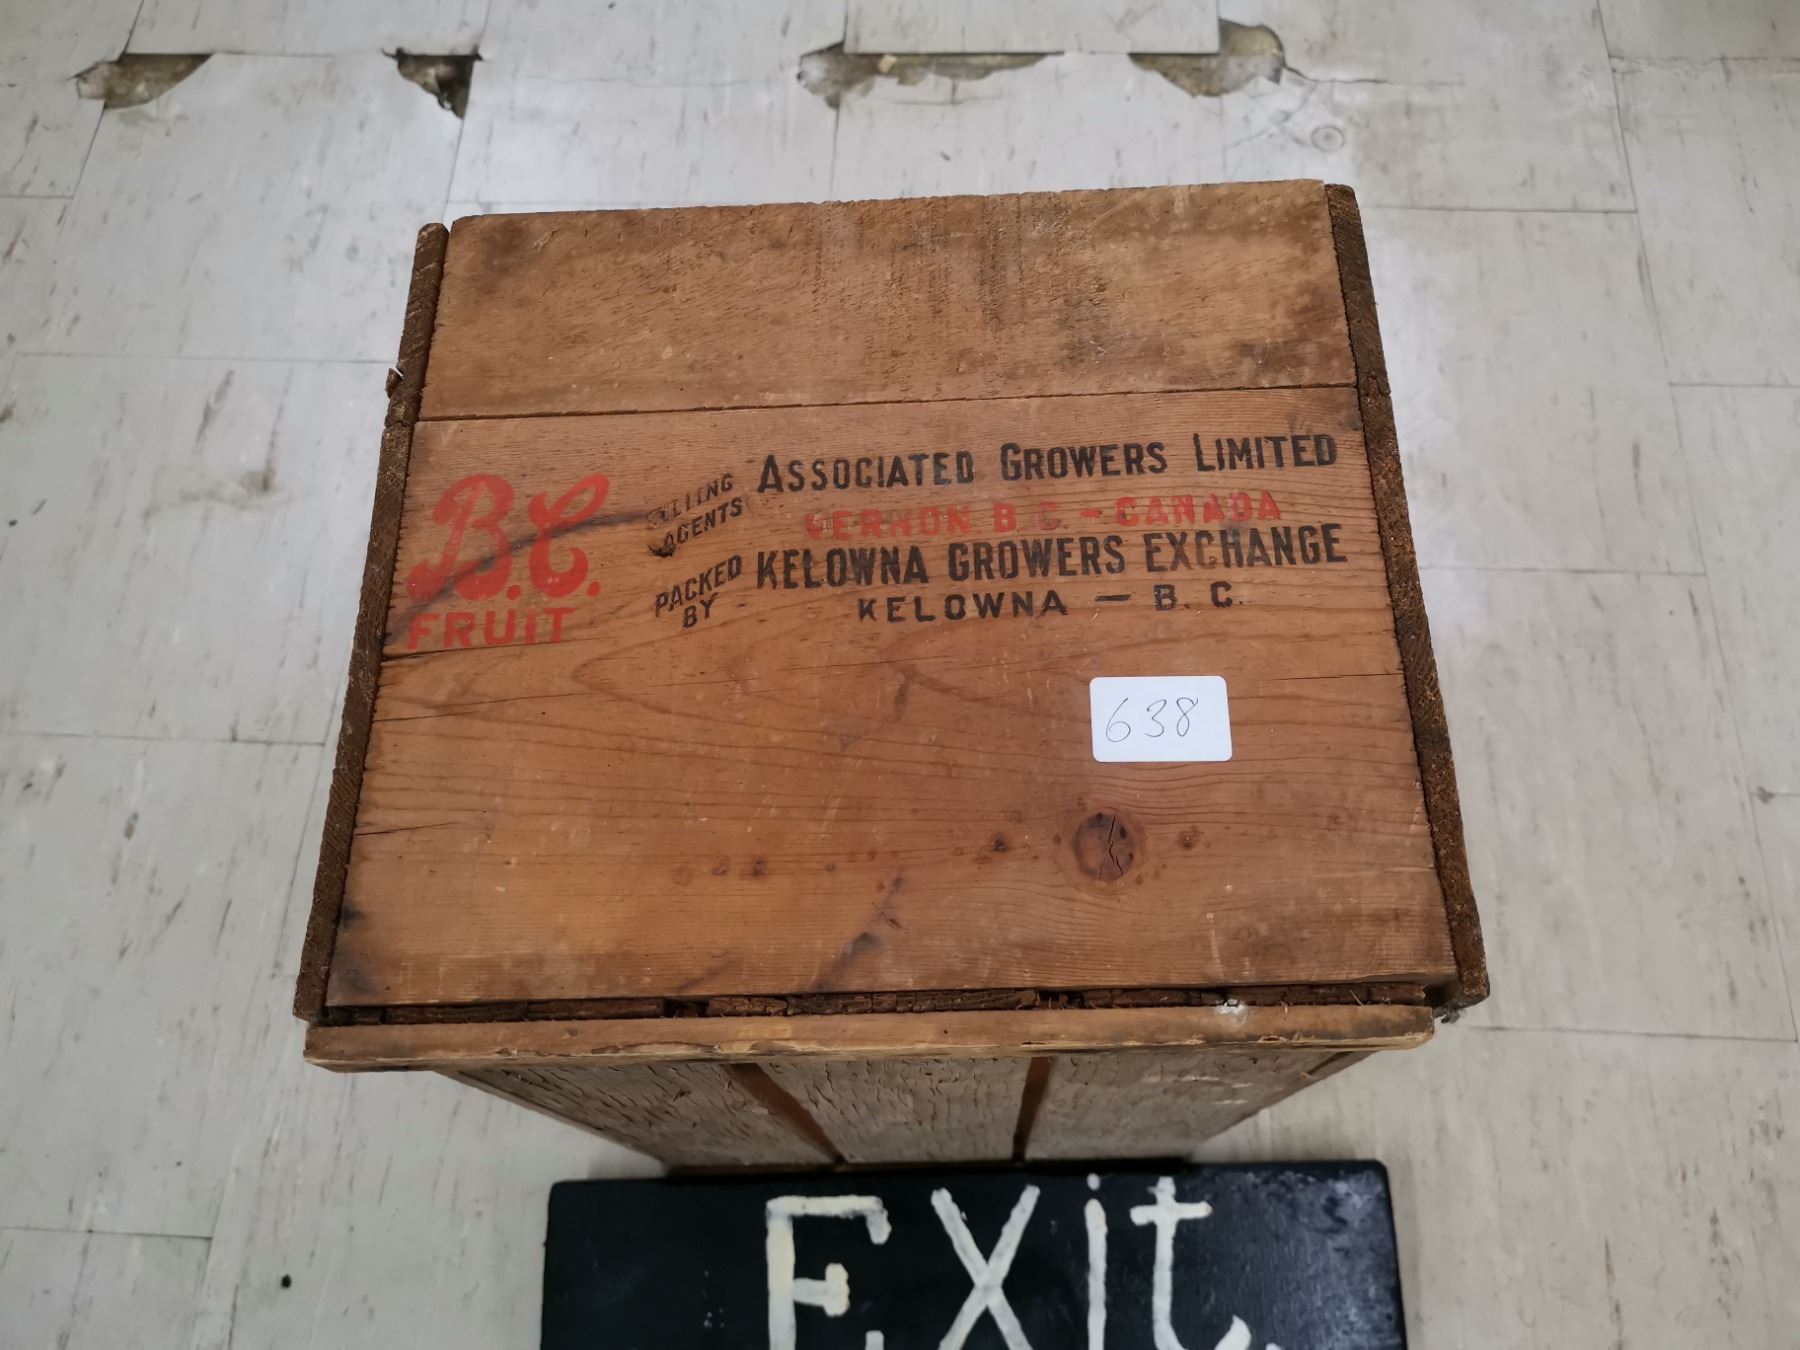 B.C.
FRUIT
SELLING
AGENTS
ASSOCIATED GROWERS LIMITED
VERNON B.C. - CANADA
PACKED
BY
KELOWNA GROWERS EXCHANGE
KELOWNA — B. C.
638
EXit